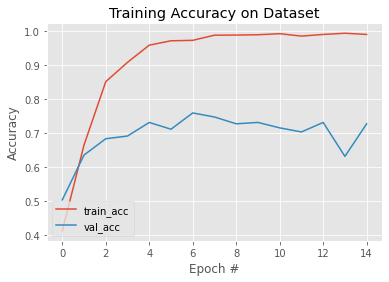 Training Accuracy on Dataset
1.0
0.9
0.8
0.7
0.6
0.5
0.4
Accuracy
train_acc
val_acc
0 2 4 6 8 10 12 14
Epoch #